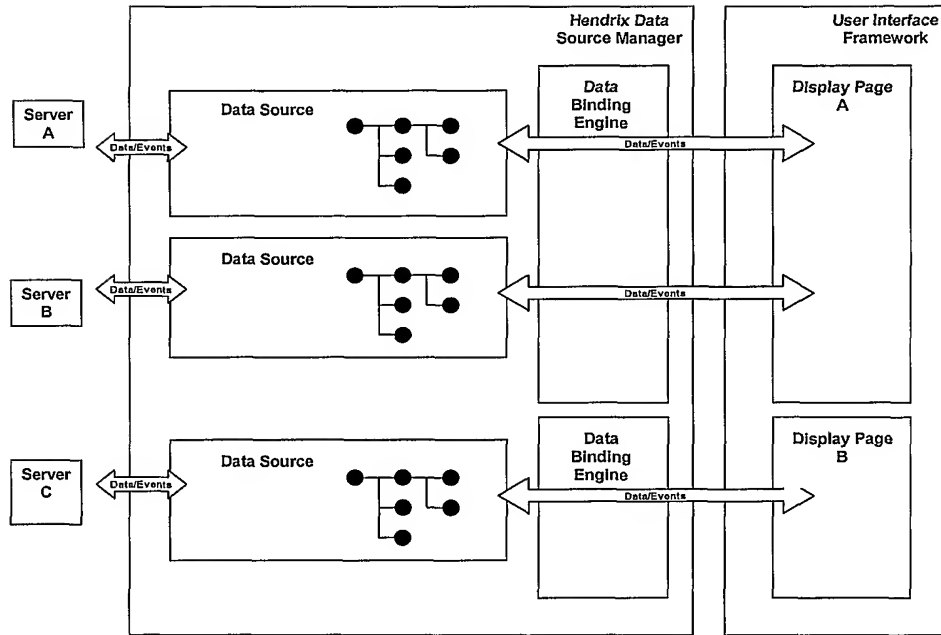 Hendrix Data
Source Manager
User Interface
Framework
Server
A
Data/Events
Data Source
Data
Binding
Engine
Data/Events
Display Page
A
Server
B
Data/Events
Data Source
Data/Events
Server
C
Data/Events
Data Source
Data
Binding
Engine
Data/Events
Display Page
B